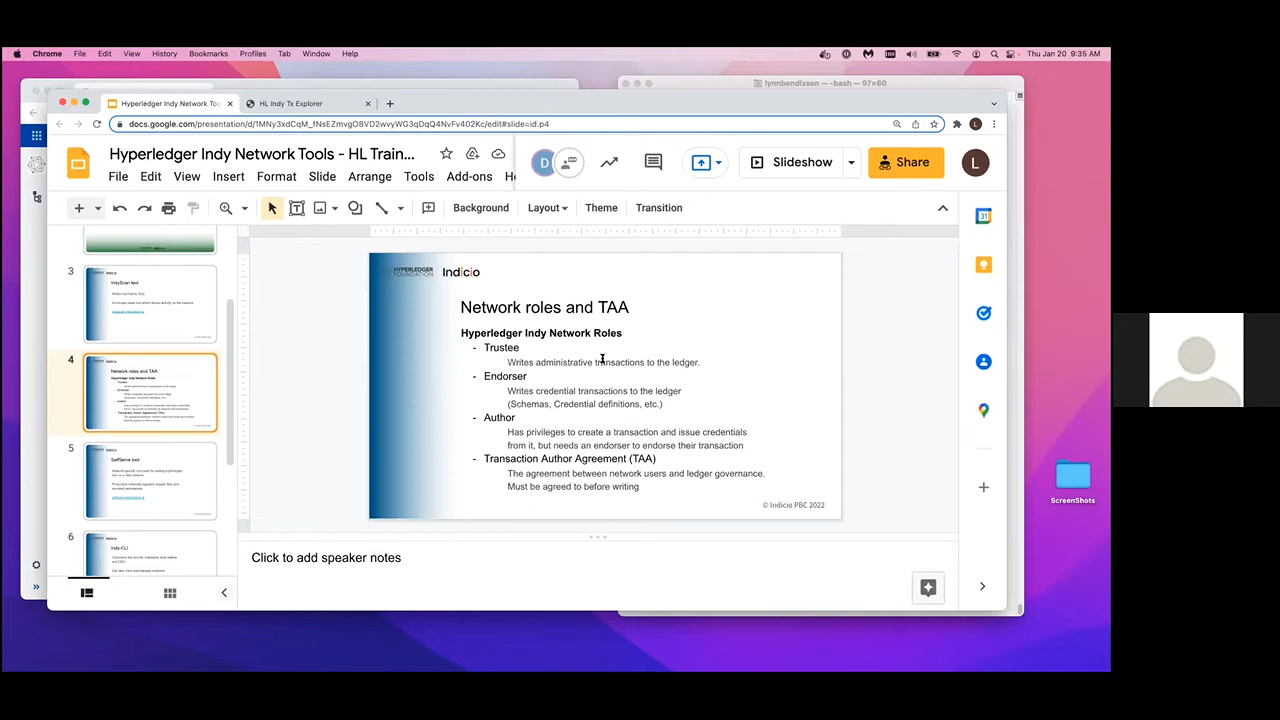 Chrome File Edit View History Bookmarks Profiles Tab Window Help Thu Jan 20 9:35 AM
lynnbendixsen — -bash — 97×60
Hyperledger Indy Network Too HL Indy Tx Explorer
docs.google.com/presentation/d/1MNy3xdCqM_fNsEZmvgO8VD2wvyWG3qDqQ4NvFv402Kc/edit#slide=id.p4
Hyperledger Indy Network Tools - HL Train...
D Slideshow Share L
File Edit View Insert Format Slide Arrange Tools Add-ons
Background Layout Theme Transition
3
IndyScan tool
4
Network roles and TAA
5
SelfServe tool
6
Indy-CLI
HYPERLEDGER
FOUNDATION
Indicio
Network roles and TAA
Hyperledger Indy Network Roles
- Trustee
Writes administrative transactions to the ledger.
- Endorser
Writes credential transactions to the ledger
(Schemas, Credential definitions, etc.)
- Author
Has privileges to create a transaction and issue credentials
from it, but needs an endorser to endorse their transaction
- Transaction Author Agreement (TAA)
The agreement between network users and ledger governance.
Must be agreed to before writing
© Indicio PBC 2022
Click to add speaker notes
31
ScreenShots